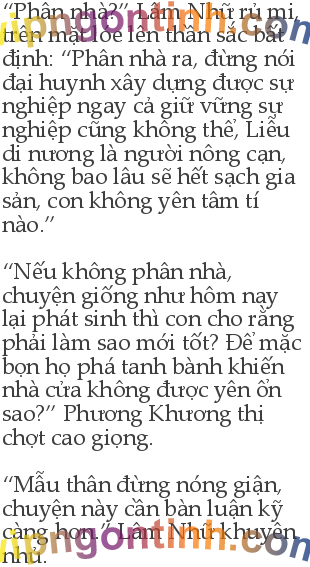 “Phân nhà?” Lâm Nhữ rủ mi,
trên mặt bé lên thần sắc bất
định: “Phân nhà ra, đừng nói
đại huynh xây dựng được sự
nghiệp ngay cả giữ vững sự
nghiệp cũng không thể, Liễu
di nương là người nông cạn,
không bao lâu sẽ hết sạch gia
sản, con không yên tâm tí
nào.”
“Nếu không phân nhà,
chuyện giống như hôm nay
lại phát sinh thì con cho rằng
phải làm sao mới tốt? Để mặc
bọn họ phá tanh bành khiến
nhà cửa không được yên ổn
sao?” Phương Khương thị
chợt cao giọng.
“Mẫu thân đừng nóng giận,
chuyện này cần bàn luận kỹ
càng hơn.” Lâm Nhữ khuyên
nhủ.
vipngontinh.com